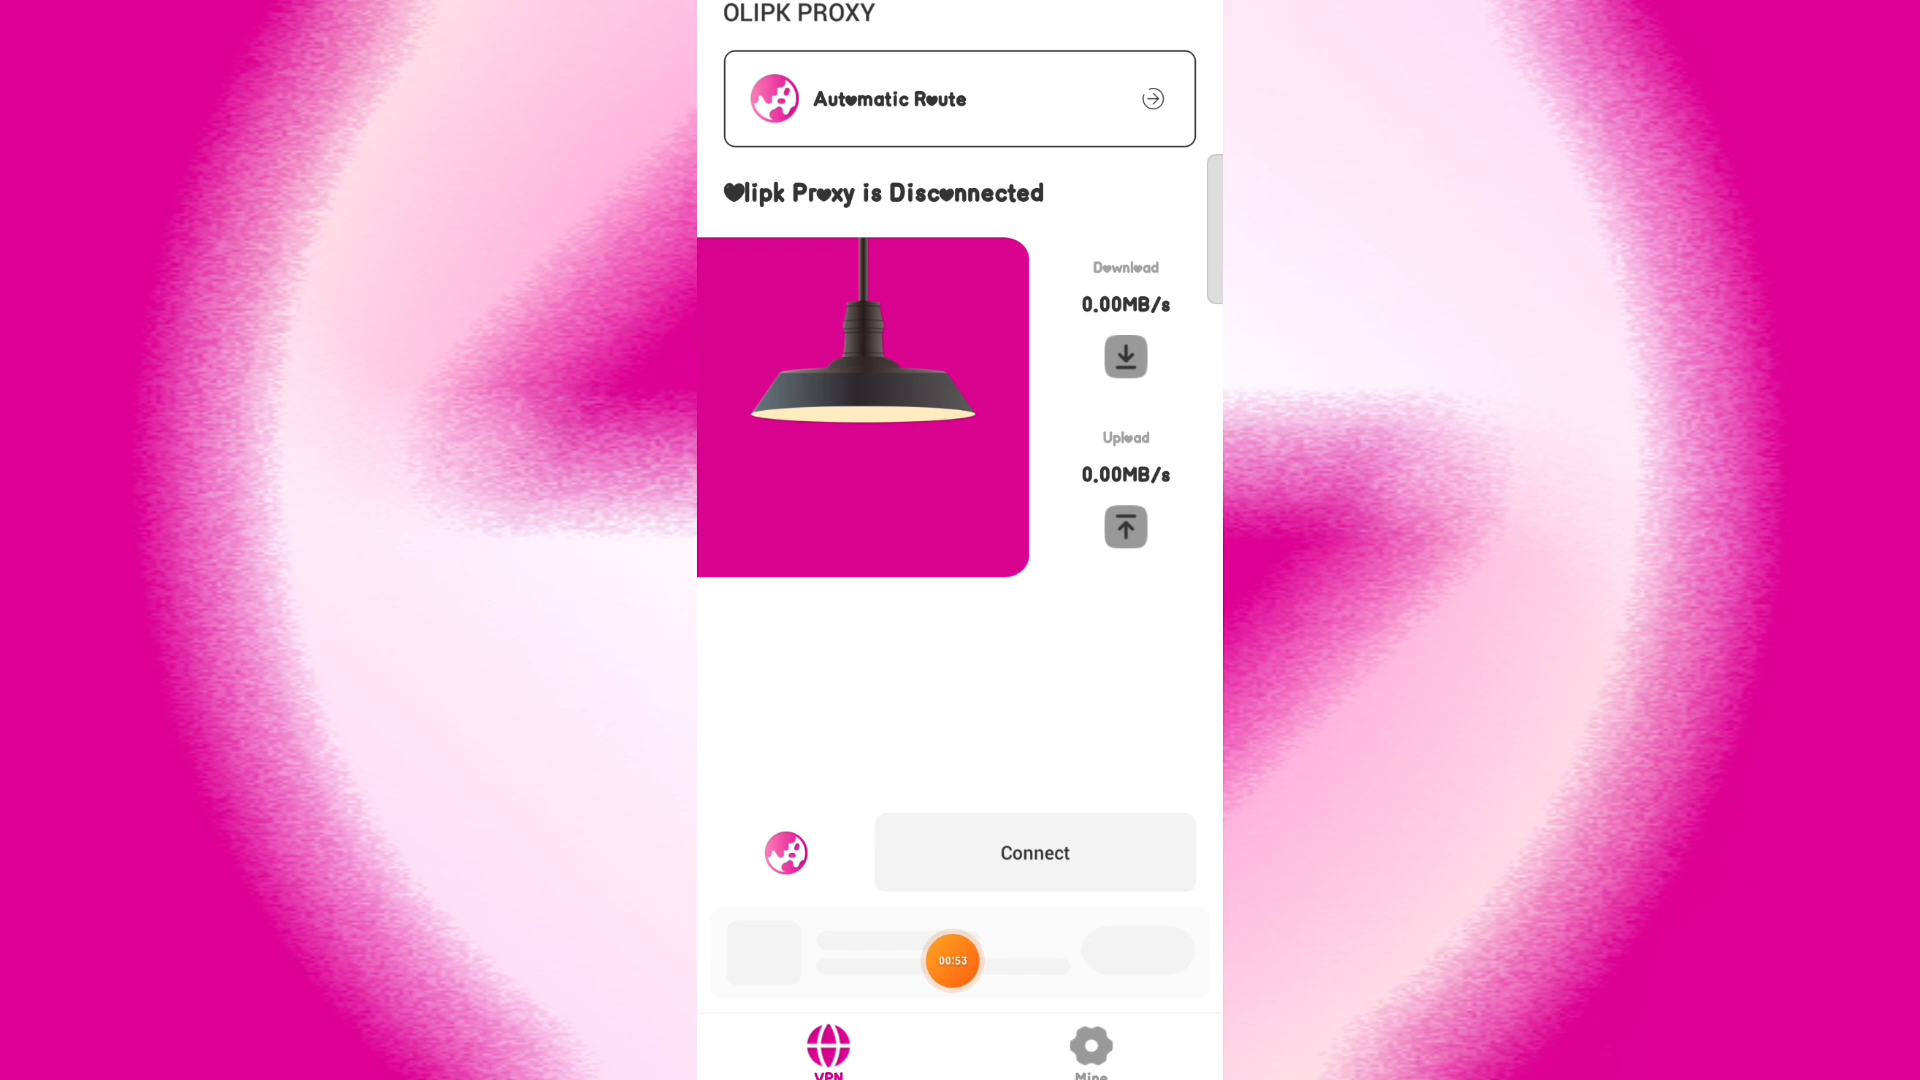 OLIPK PROXY
Automatic Route
Olipk Proxy is Disconnected
Download
0.00MB/s
Upload
0.00MB/s
Connect
00:53
VPN
Mine